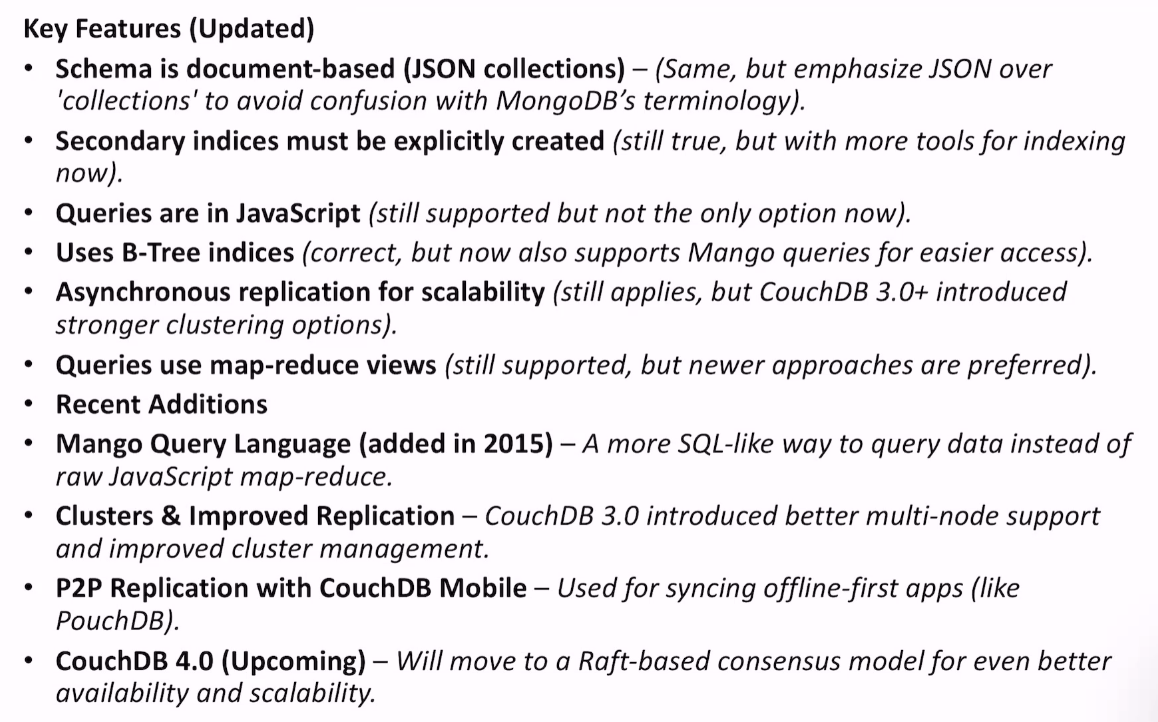 Key Features (Updated)
• Schema is document-based (JSON collections) – (Same, but emphasize JSON over
'collections' to avoid confusion with MongoDB’s terminology).
• Secondary indices must be explicitly created (still true, but with more tools for indexing
now).
• Queries are in JavaScript (still supported but not the only option now).
• Uses B-Tree indices (correct, but now also supports Mango queries for easier access).
• Asynchronous replication for scalability (still applies, but CouchDB 3.0+ introduced
stronger clustering options).
• Queries use map-reduce views (still supported, but newer approaches are preferred).
• Recent Additions
• Mango Query Language (added in 2015) – A more SQL-like way to query data instead of
raw JavaScript map-reduce.
• Clusters & Improved Replication – CouchDB 3.0 introduced better multi-node support
and improved cluster management.
• P2P Replication with CouchDB Mobile – Used for syncing offline-first apps (like
PouchDB).
• CouchDB 4.0 (Upcoming) – Will move to a Raft-based consensus model for even better
availability and scalability.